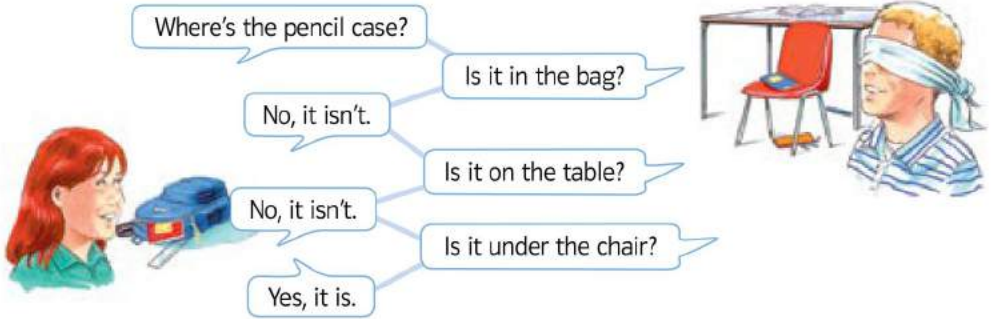 Where's the pencil case?
Is it in the bag?
No, it isn't.
Is it on the table?
No, it isn't.
Is it under the chair?
Yes, it is.